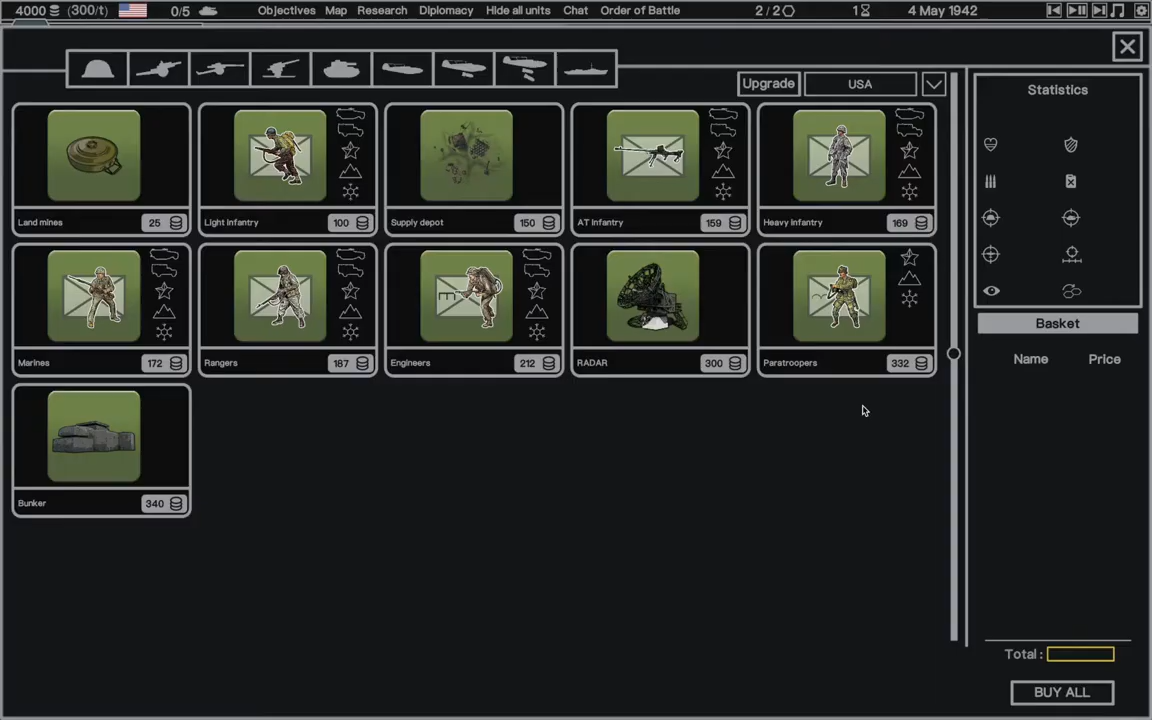 4000 (300/t) 0/5 Objectives Map Research Diplomacy Hide all units Chat Order of Battle 2 / 2 1 4 May 1942
Upgrade USA
Statistics
Land mines 25 Light Infantry 100 Supply depot 150 AT Infantry 159 Heavy Infantry 169
Marines 172 Rangers 187 Engineers 212 RADAR 300 Paratroopers 332
Bunker 340
Basket
Name Price
Total :
BUY ALL